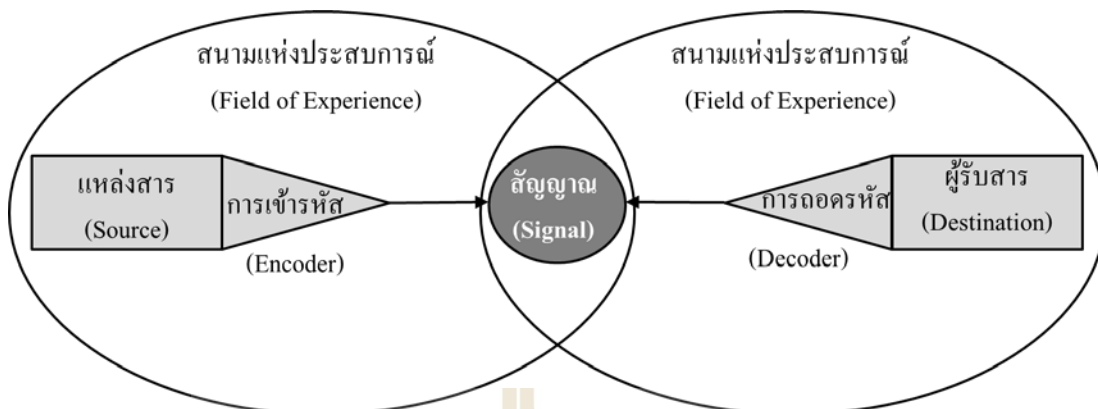 สนามแห่งประสบการณ์
(Field of Experience)
สนามแห่งประสบการณ์
(Field of Experience)
แหล่งสาร
(Source)
การเข้ารหัส
(Encoder)
สัญญาณ
(Signal)
การถอดรหัส
(Decoder)
ผู้รับสาร
(Destination)